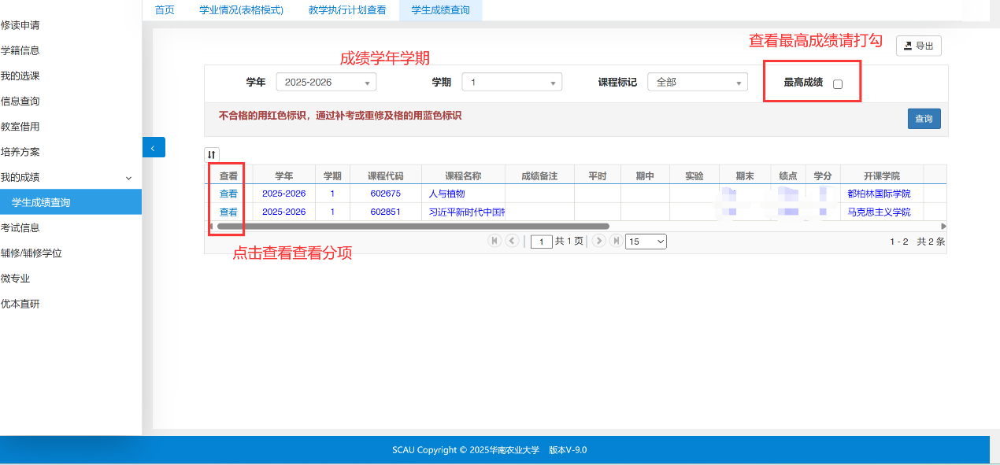 首页 学业情况(表格模式) 教学执行计划查看 学生成绩查询
修读申请
学籍信息
我的选课
信息查询
教室借用
培养方案
我的成绩
学生成绩查询
考试信息
辅修/辅修学位
微专业
优本直研
查看最高成绩请打勾
导出
成绩学年学期
学年 2025-2026 学期 1 课程标记 全部 最高成绩
不合格的用红色标识，通过补考或重修及格的用蓝色标识
查询
查看 学年 学期 课程代码 课程名称 成绩备注 平时 期中 实验 期末 绩点 学分 开课学院
查看 2025-2026 1 602675 人与植物 都柏林国际学院
查看 2025-2026 1 602851 习近平新时代中国 马克思主义学院
1 共 1 页 15 1 - 2 共 2 条
点击查看查看分项
SCAU Copyright © 2025华南农业大学 版本V-9.0